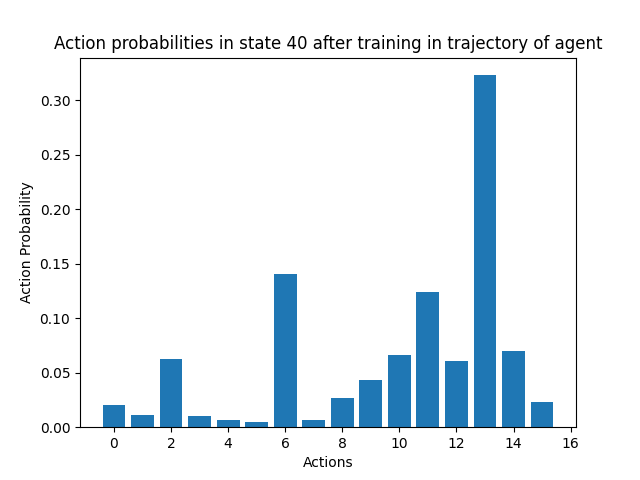 Action probabilities in state 40 after training in trajectory of agent
0.30
0.25
0.20
0.15
0.10
0.05
0.00
Action Probability
0 2 4 6 8 10 12 14 16
Actions